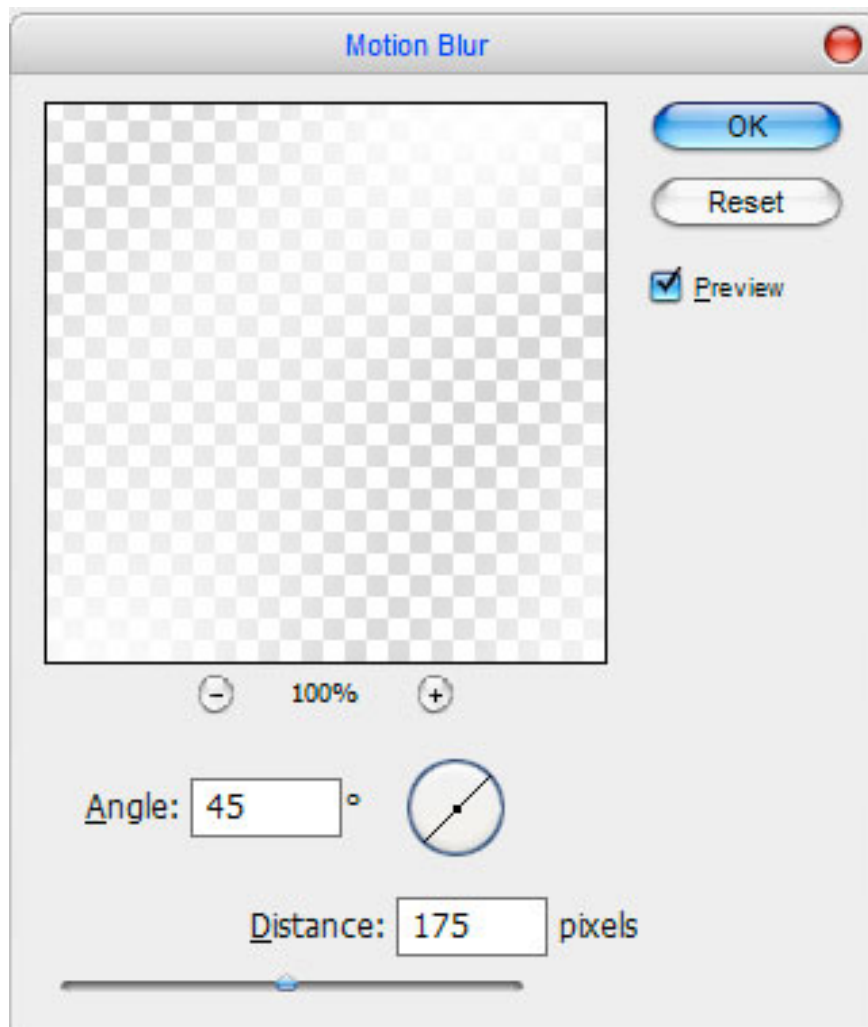 Motion Blur
OK
Reset
Preview
100%
Angle: 45 °
Distance: 175 pixels